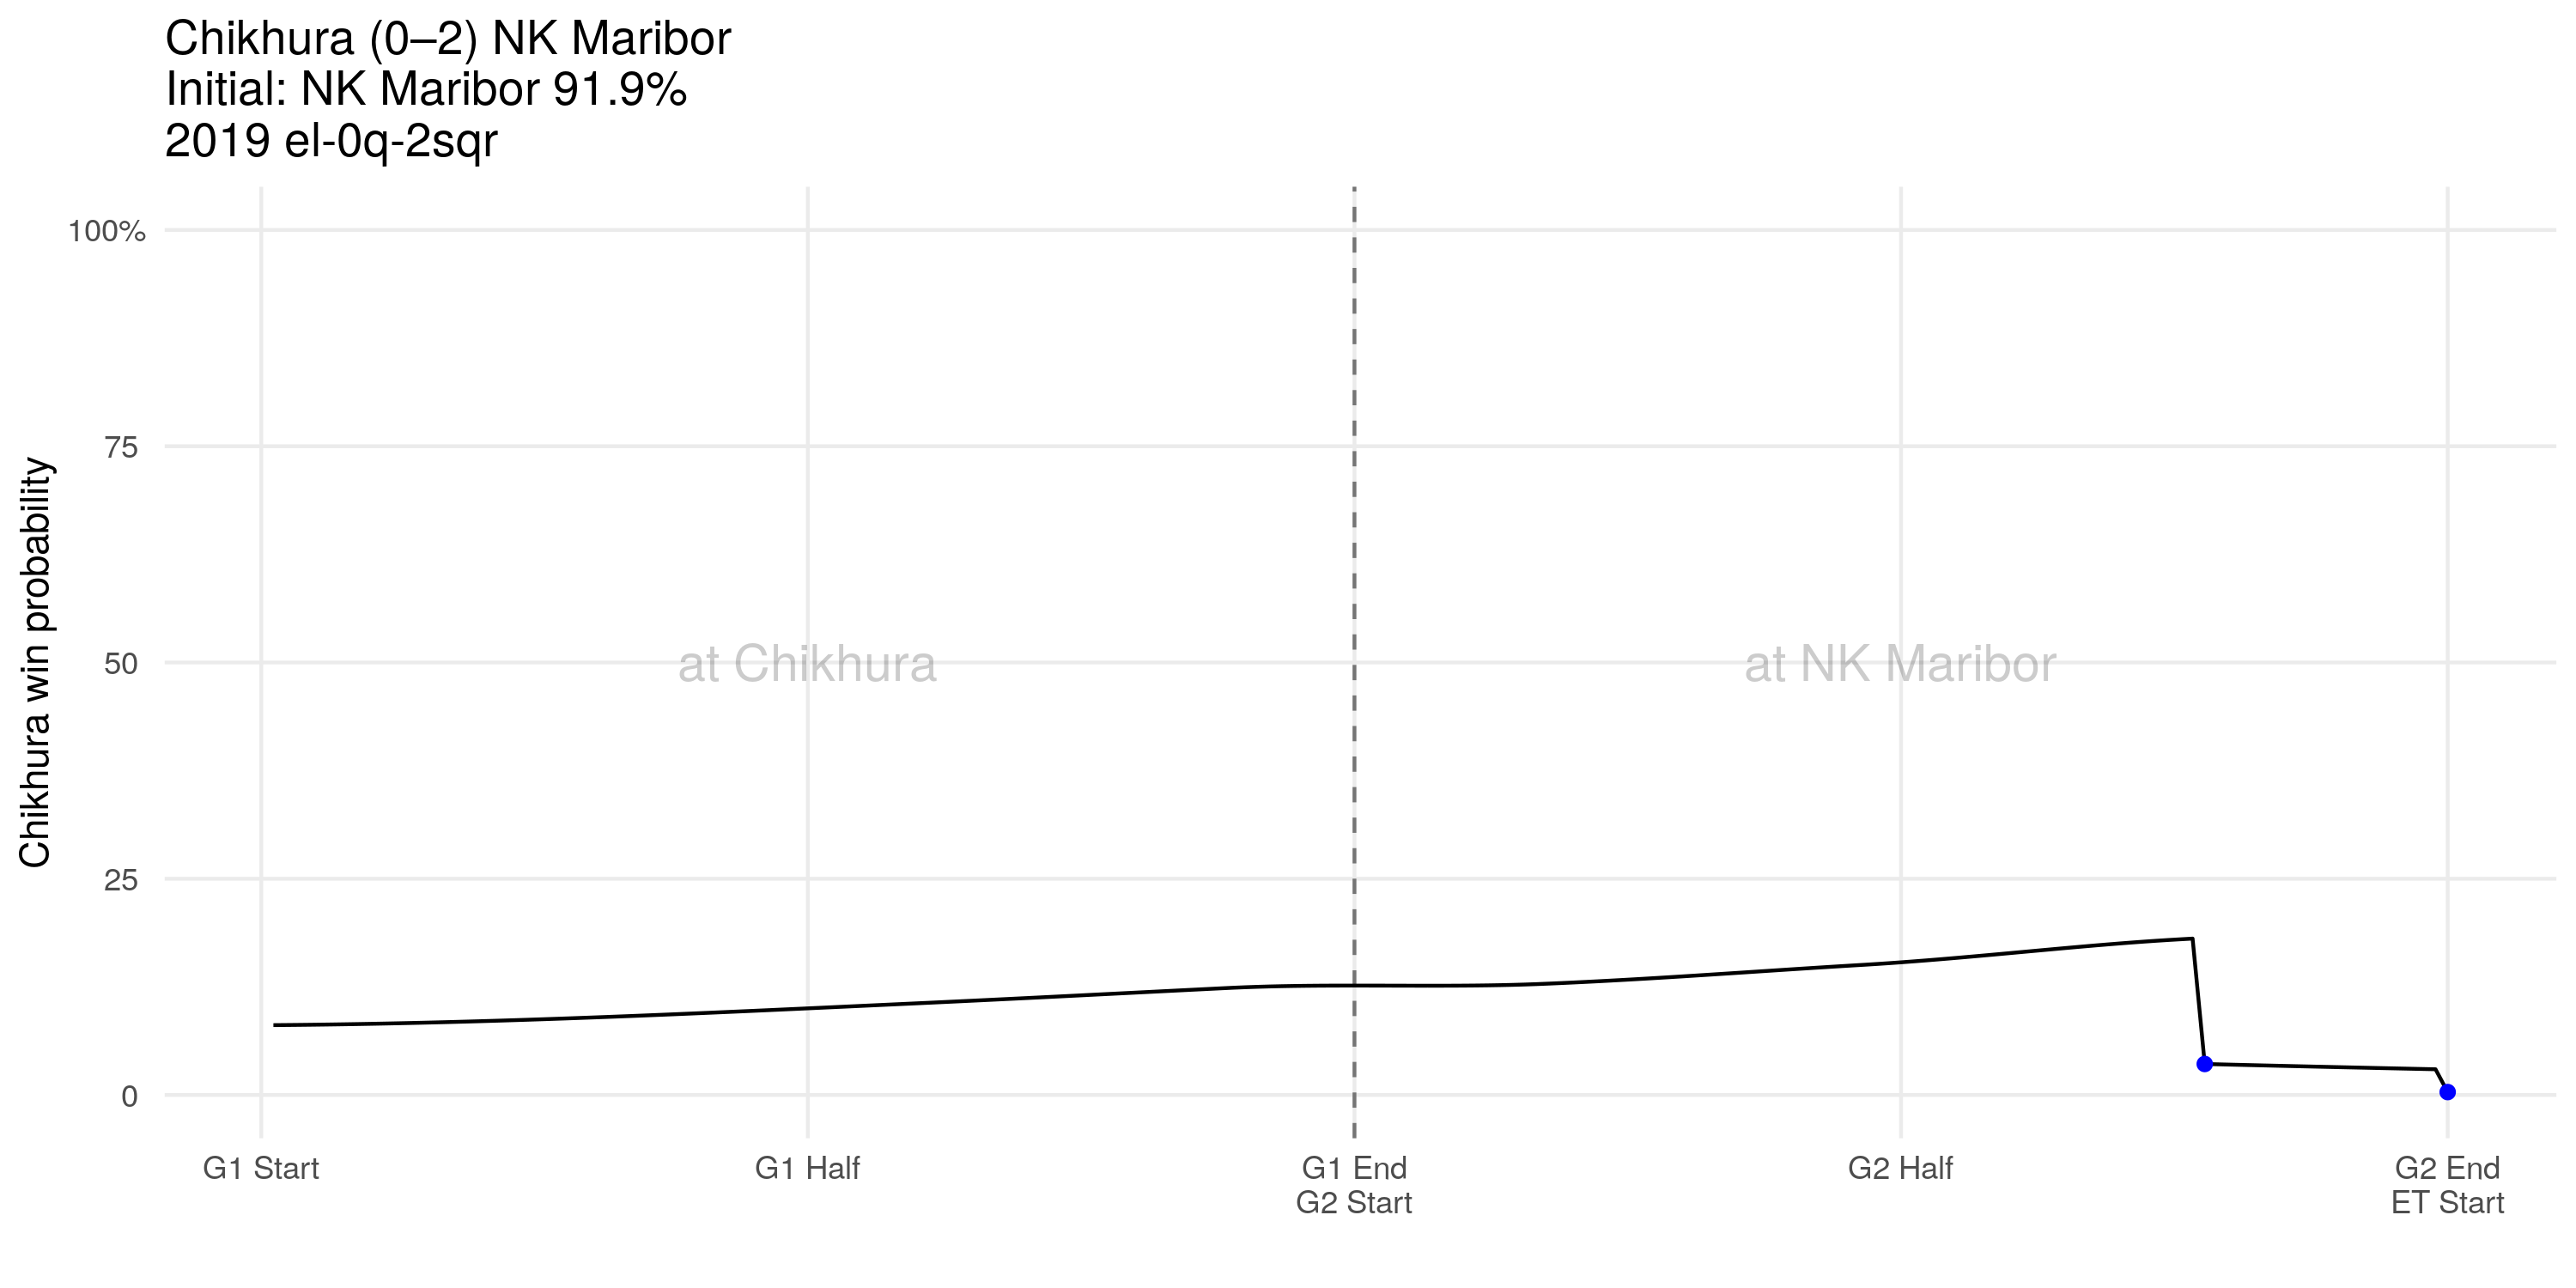 Chikhura (0–2) NK Maribor
Initial: NK Maribor 91.9%
2019 el-0q-2sqr
Chikhura win probability
100%
75
50
25
0
at Chikhura
at NK Maribor
G1 Start
G1 Half
G1 End
G2 Start
G2 Half
G2 End
ET Start